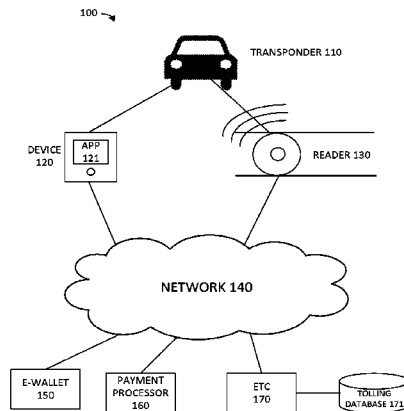 100
TRANSPONDER 110
DEVICE
120
APP
121
READER 130
NETWORK 140
E-WALLET
150
PAYMENT
PROCESSOR
160
ETC
170
TOLLING
DATABASE 171